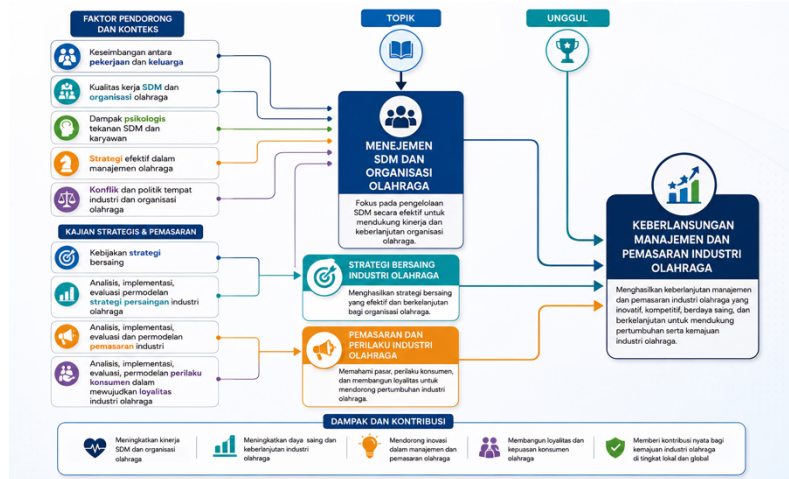 FAKTOR PENDORONG
DAN KONTEKS
Keseimbangan antara
pekerjaan dan keluarga
Kualitas kerja SDM dan
organisasi olahraga
Dampak psikologis
tekanan SDM dan
karyawan
Strategi efektif dalam
manajemen olahraga
Konflik dan politik tempat
industri dan organisasi
olahraga
KAJIAN STRATEGIS & PEMASARAN
Kebijakan strategi
bersaing
Analisis, implementasi,
evaluasi permodelan
strategi persaingan industri
olahraga
Analisis, implementasi,
evaluasi dan permodelan
pemasaran industri
Analisis, implementasi,
evaluasi, permodelan perilaku
konsumen dalam
mewujudkan loyalitas
industri olahraga
TOPIK
MENEJEMEN
SDM DAN
ORGANISASI
OLAHRAGA
Fokus pada pengelolaan
SDM secara efektif untuk
mendukung kinerja dan
keberlanjutan organisasi
olahraga.
STRATEGI BERSAING
INDUSTRI OLAHRAGA
Menghasilkan strategi bersaing
yang efektif dan berkelanjutan
bagi organisasi olahraga.
PEMASARAN DAN
PERILAKU INDUSTRI
OLAHRAGA
Memahami pasar, perilaku konsumen,
dan membangun loyalitas untuk
mendorong pertumbuhan industri
olahraga.
UNGGUL
KEBERLANSUNGAN
MANAJEMEN DAN
PEMASARAN INDUSTRI
OLAHRAGA
Menghasilkan keberlanjutan manajemen
dan pemasaran industri olahraga yang
inovatif, kompetitif, berdaya saing, dan
berkelanjutan untuk mendukung
pertumbuhan serta kemajuan
industri olahraga.
DAMPAK DAN KONTRIBUSI
Meningkatkan kinerja
SDM dan organisasi
olahraga
Meningkatkan daya saing dan
keberlanjutan industri
olahraga
Mendorong inovasi
dalam manajemen dan
pemasaran olahraga
Membangun loyalitas dan
kepuasan konsumen
olahraga
Memberi kontribusi nyata bagi
kemajuan industri olahraga
di tingkat lokal dan global